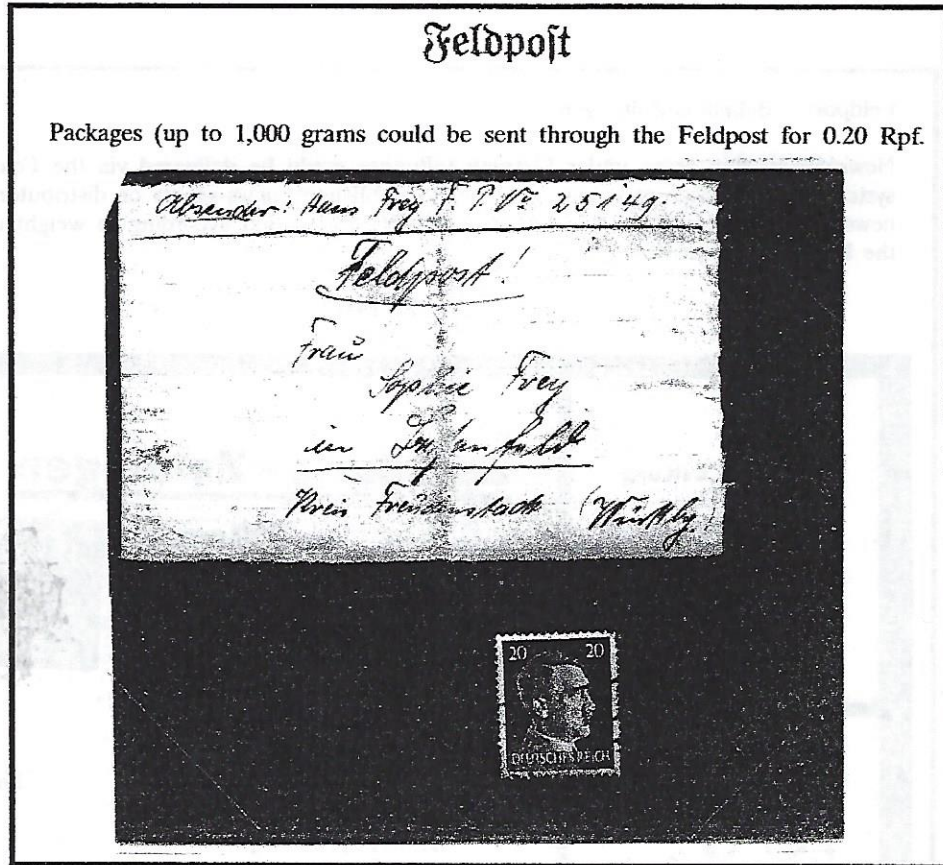 Feldpost
Packages (up to 1,000 grams could be sent through the Feldpost for 0.20 Rpf.
Absender: Hans Frey F. P. Nr 25149.
Feldpost!
Frau
Sophie Frey
in
Kreis Freudenstadt (Württbg)
20 20
DEUTSCHES REICH